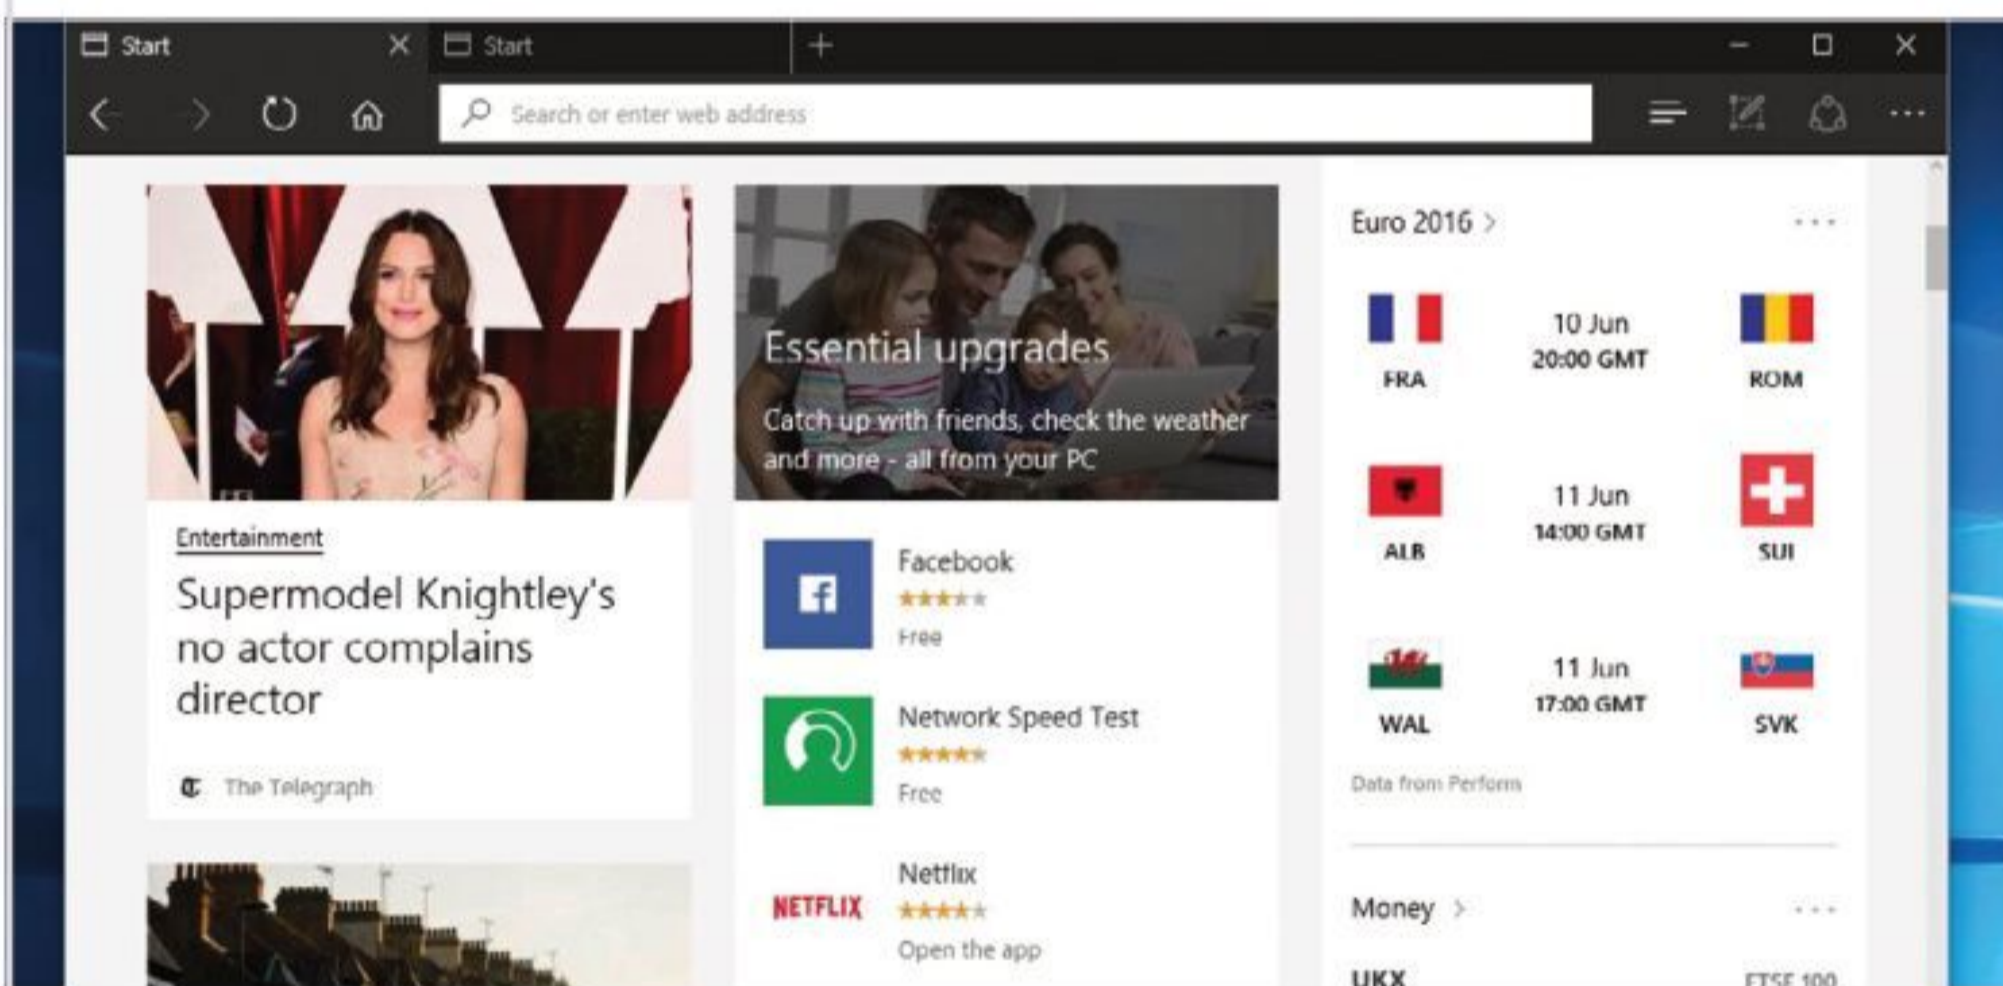 Start
Start
Search or enter web address
Entertainment
Supermodel Knightley's
no actor complains
director
The Telegraph
Essential upgrades
Catch up with friends, check the weather
and more - all from your PC
Facebook
Free
Network Speed Test
Free
NETFLIX
Netflix
Open the app
Euro 2016
10 Jun
20:00 GMT
FRA
ROM
11 Jun
14:00 GMT
ALB
SUI
11 Jun
17:00 GMT
WAL
SVK
Data from Perform
Money
UKX
FTSE 100